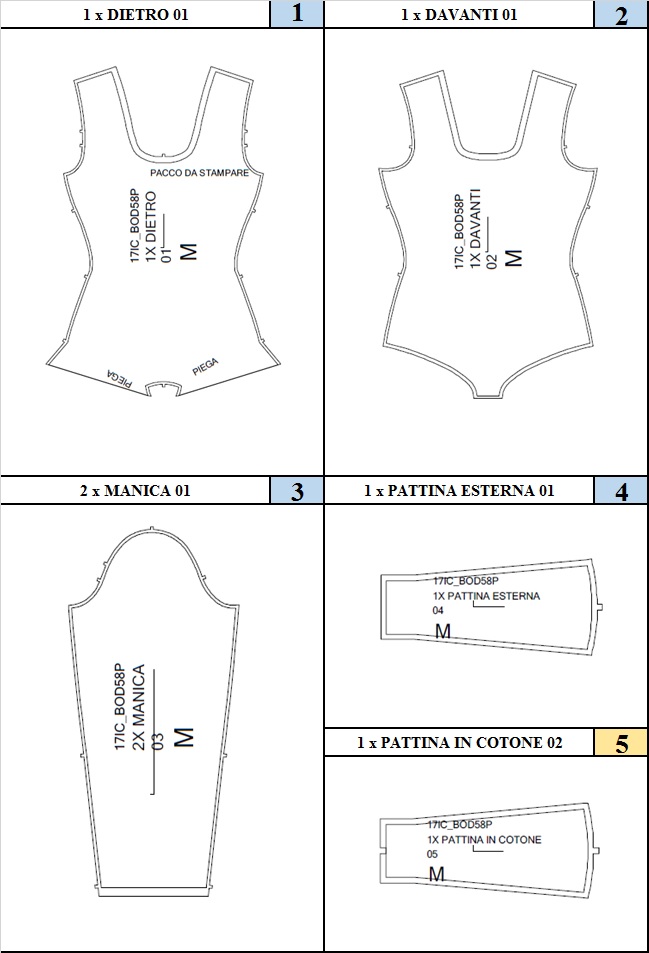 1 x DIETRO 01
1
PACCO DA STAMPARE
17IC_BOD58P
1X DIETRO
01
M
PIEGA
PIEGA
1 x DAVANTI 01
2
17IC_BOD58P
1X DAVANTI
02
M
2 x MANICA 01
3
17IC_BOD58P
2X MANICA
03
M
1 x PATTINA ESTERNA 01
4
17IC_BOD58P
1X PATTINA ESTERNA
04
M
1 x PATTINA IN COTONE 02
5
17IC_BOD58P
1X PATTINA IN COTONE
05
M